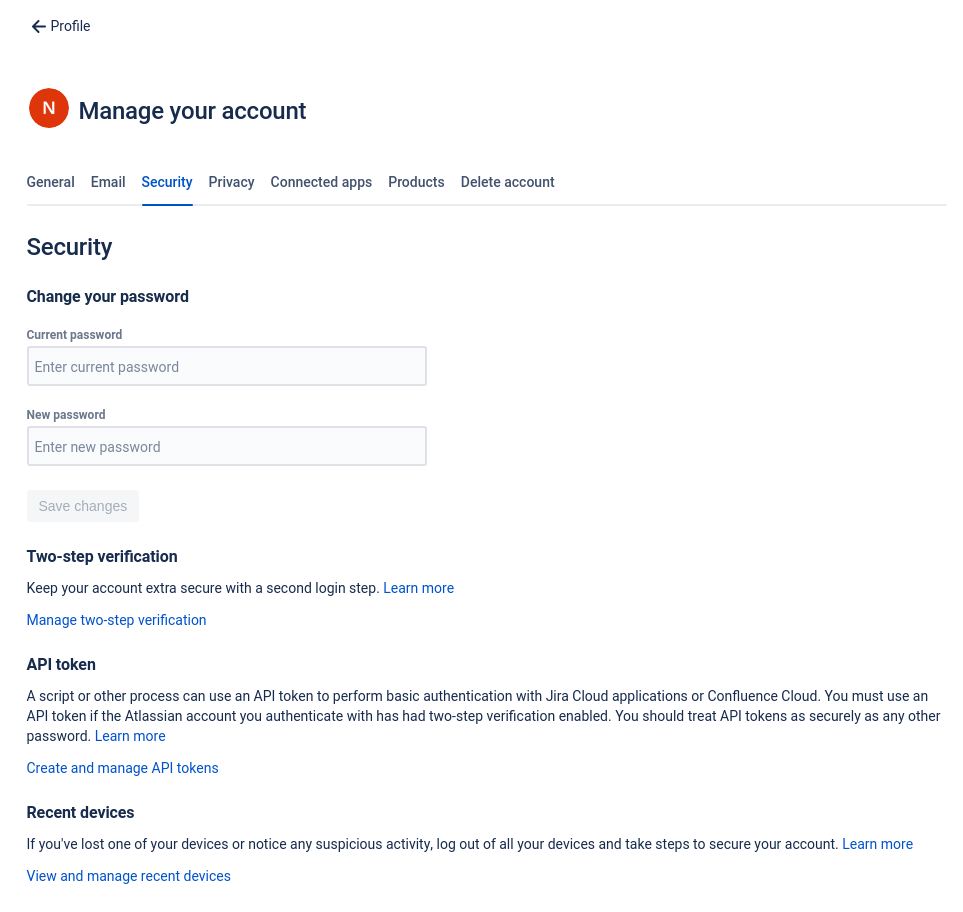 Profile
N
Manage your account
General Email Security Privacy Connected apps Products Delete account
Security
Change your password
Current password
Enter current password
New password
Enter new password
Save changes
Two-step verification
Keep your account extra secure with a second login step. Learn more
Manage two-step verification
API token
A script or other process can use an API token to perform basic authentication with Jira Cloud applications or Confluence Cloud. You must use an
API token if the Atlassian account you authenticate with has had two-step verification enabled. You should treat API tokens as securely as any other
password. Learn more
Create and manage API tokens
Recent devices
If you've lost one of your devices or notice any suspicious activity, log out of all your devices and take steps to secure your account. Learn more
View and manage recent devices